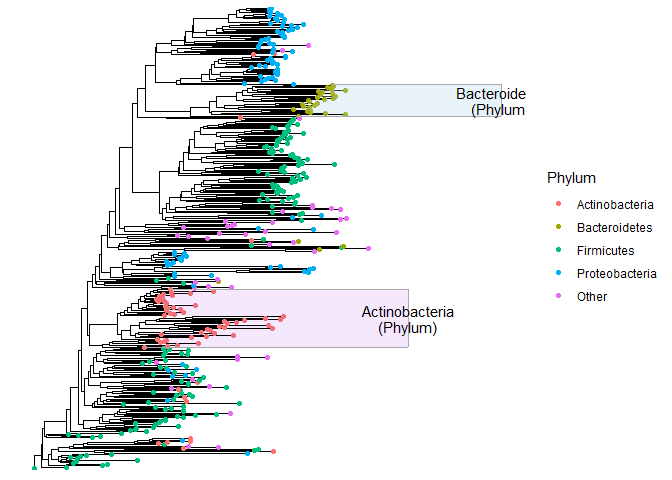 Bacteroide
(Phylum
Phylum
Actinobacteria
Bacteroidetes
Firmicutes
Proteobacteria
Other
Actinobacteria
(Phylum)